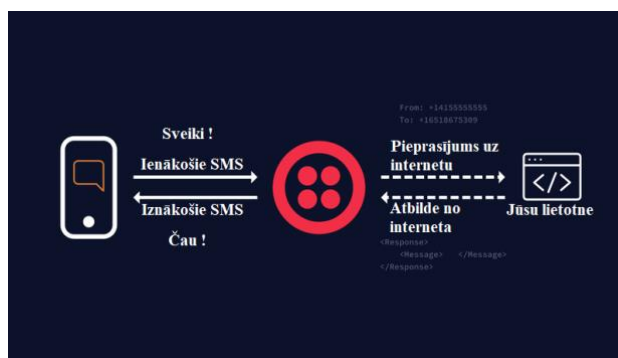 From: +14155555555
To: +16518675309
Sveiki !
Ienākošie SMS
Pieprasījums uz
internetu
</>
Iznākošie SMS
Atbilde no
interneta
Jūsu lietotne
Čau !
<Response>
<Message> </Message>
</Response>